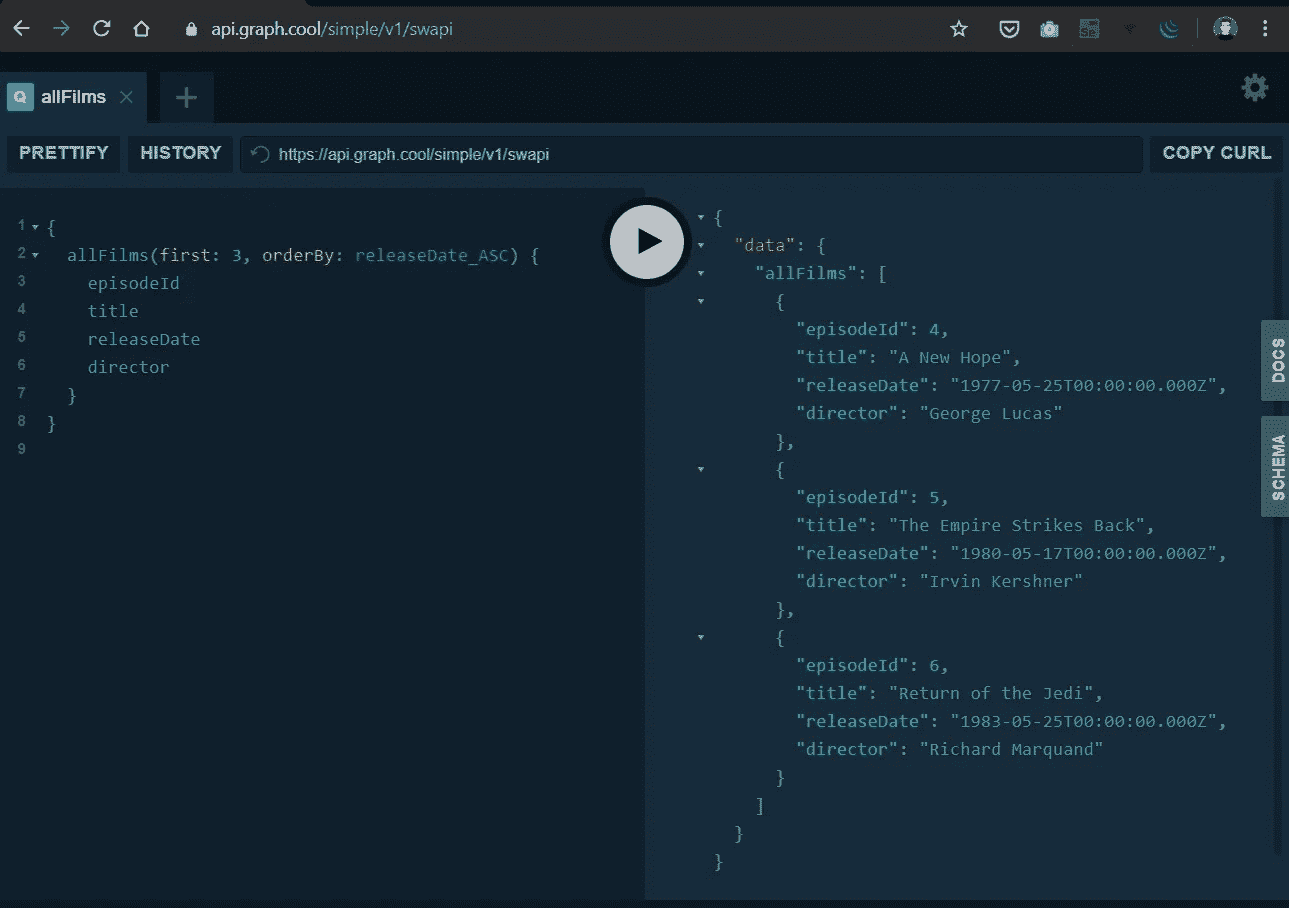 api.graph.cool/simple/v1/swapi
Q allFilms
PRETTIFY HISTORY https://api.graph.cool/simple/v1/swapi COPY CURL
1 {
2 allFilms(first: 3, orderBy: releaseDate_ASC) {
3 episodeId
4 title
5 releaseDate
6 director
7 }
8 }
9
{
"data": {
"allFilms": [
{
"episodeId": 4,
"title": "A New Hope",
"releaseDate": "1977-05-25T00:00:00.000Z",
"director": "George Lucas"
},
{
"episodeId": 5,
"title": "The Empire Strikes Back",
"releaseDate": "1980-05-17T00:00:00.000Z",
"director": "Irvin Kershner"
},
{
"episodeId": 6,
"title": "Return of the Jedi",
"releaseDate": "1983-05-25T00:00:00.000Z",
"director": "Richard Marquand"
}
]
}
}
DOCS
SCHEMA